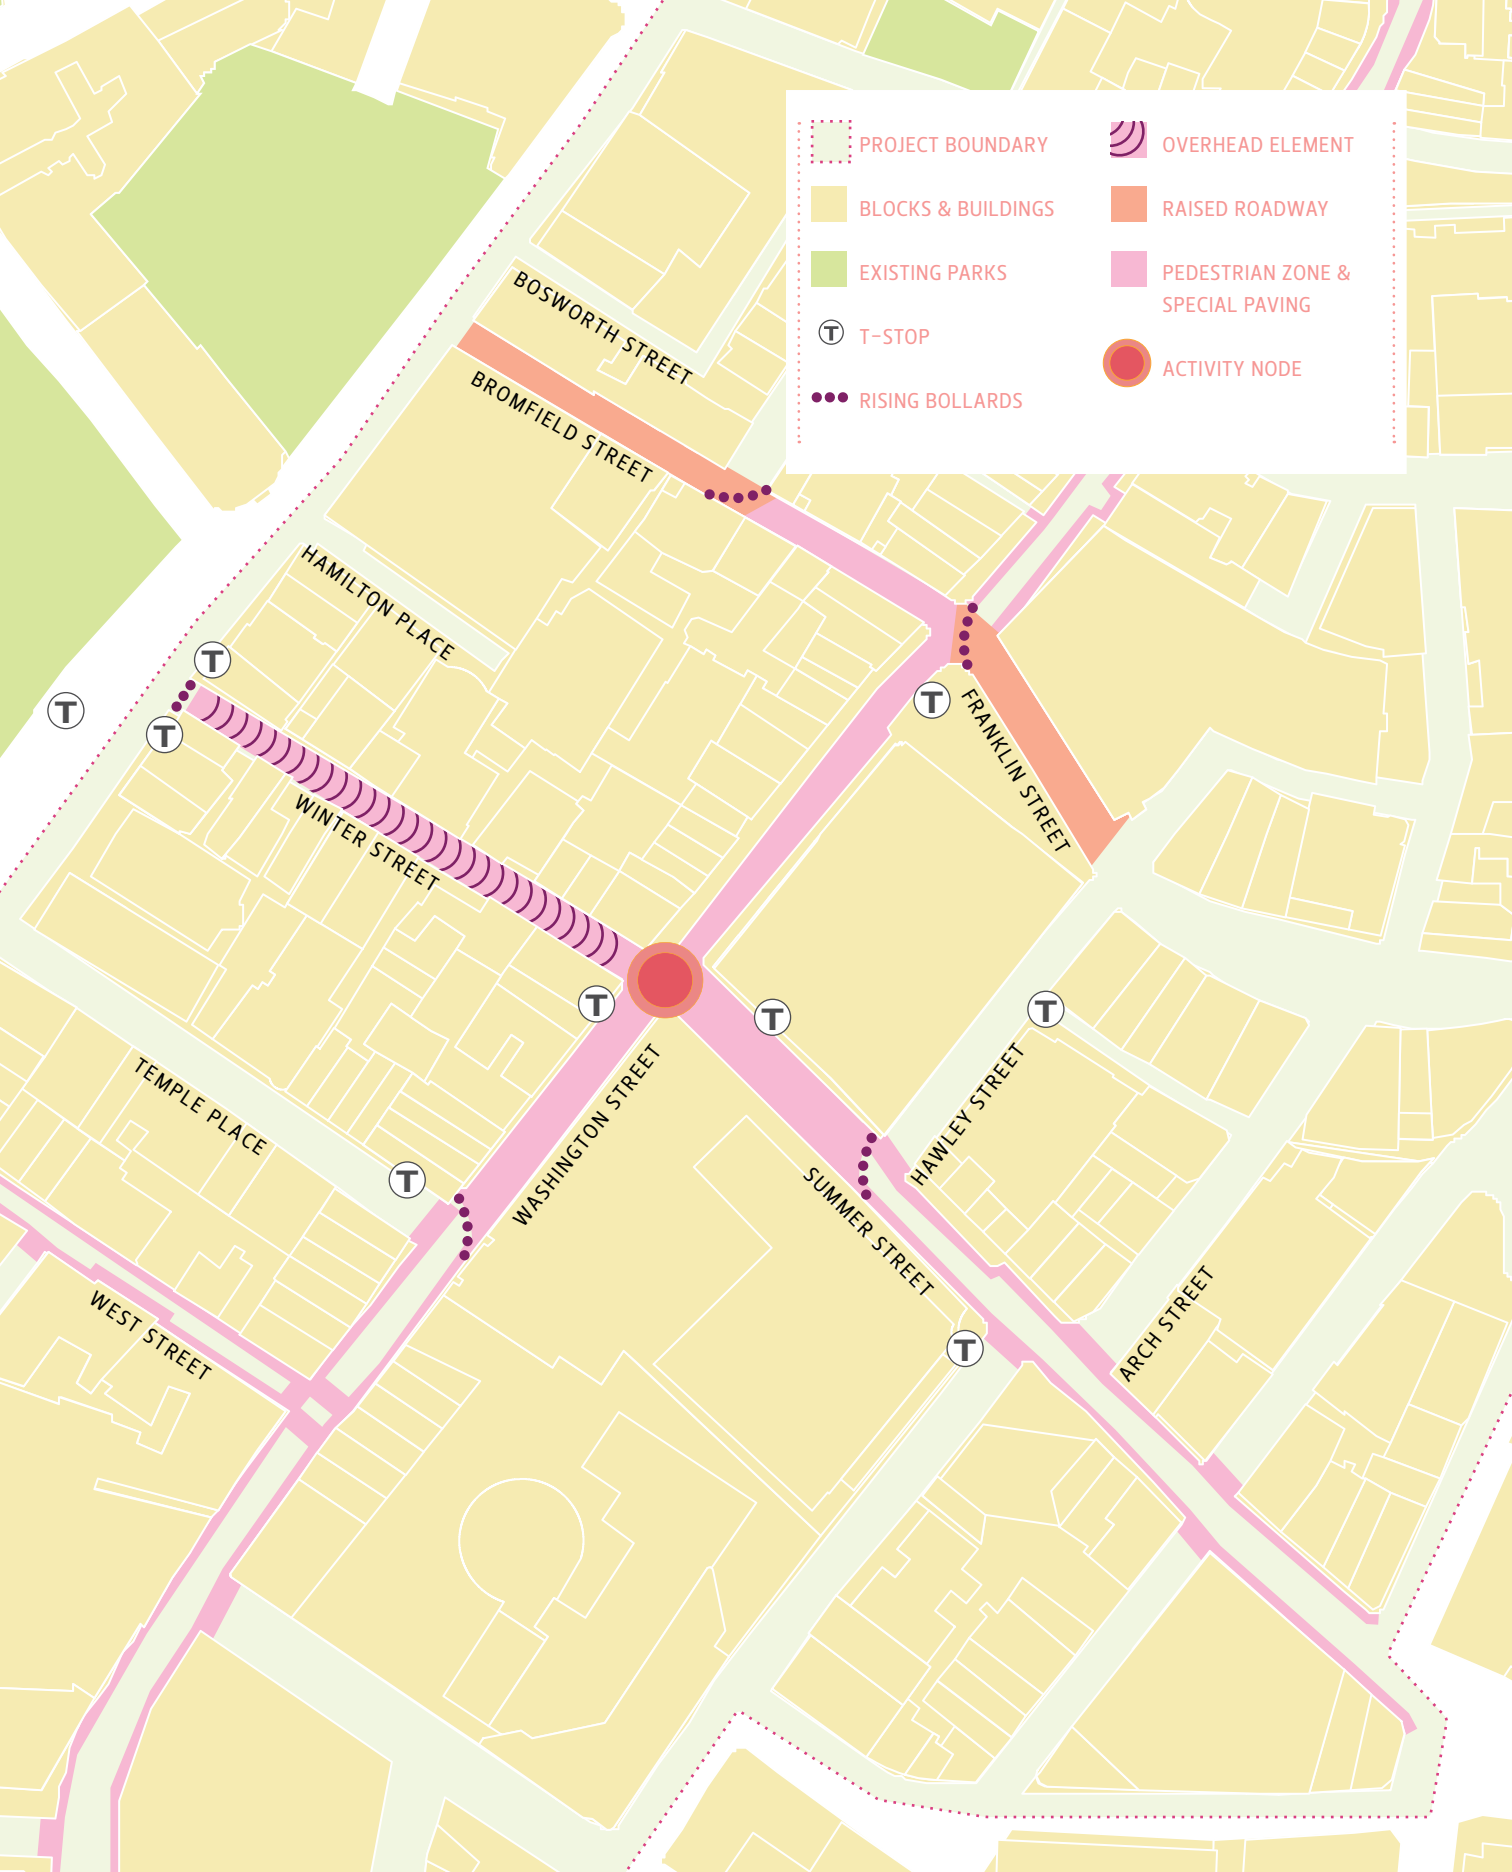 PROJECT BOUNDARY
BLOCKS & BUILDINGS
EXISTING PARKS
T T-STOP
RISING BOLLARDS
OVERHEAD ELEMENT
RAISED ROADWAY
PEDESTRIAN ZONE &
SPECIAL PAVING
ACTIVITY NODE
BOSWORTH STREET
BROMFIELD STREET
HAMILTON PLACE
T
T
T
T
FRANKLIN STREET
WINTER STREET
T
T
T
TEMPLE PLACE
WASHINGTON STREET
HAWLEY STREET
T
SUMMER STREET
WEST STREET
ARCH STREET
T